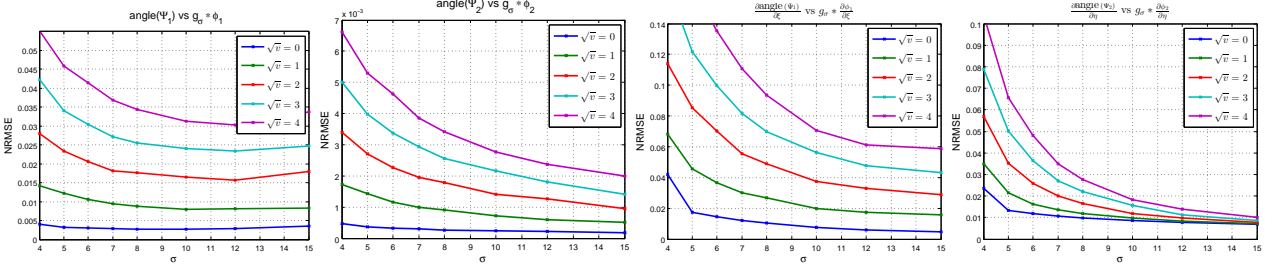 angle(Ψ₁) vs g_σ * ϕ₁
0.055
0.05
0.045
0.04
0.035
0.03
0.025
0.02
0.015
0.01
0.005
0
NRMSE
4 5 6 7 8 9 10 11 12 13 14 15
σ
√v = 0
√v = 1
√v = 2
√v = 3
√v = 4
angle(Ψ₂) vs g_σ * ϕ₂
x 10⁻³
7
6
5
4
3
2
1
0
NRMSE
4 5 6 7 8 9 10 11 12 13 14 15
σ
√v = 0
√v = 1
√v = 2
√v = 3
√v = 4
∂angle(Ψ₁)/∂ξ vs g_σ * ∂ϕ₁/∂ξ
0.14
0.12
0.1
0.08
0.06
0.04
0.02
0
NRMSE
4 5 6 7 8 9 10 11 12 13 14 15
σ
√v = 0
√v = 1
√v = 2
√v = 3
√v = 4
∂angle(Ψ₂)/∂η vs g_σ * ∂ϕ₂/∂η
0.1
0.09
0.08
0.07
0.06
0.05
0.04
0.03
0.02
0.01
0
NRMSE
4 5 6 7 8 9 10 11 12 13 14 15
σ
√v = 0
√v = 1
√v = 2
√v = 3
√v = 4